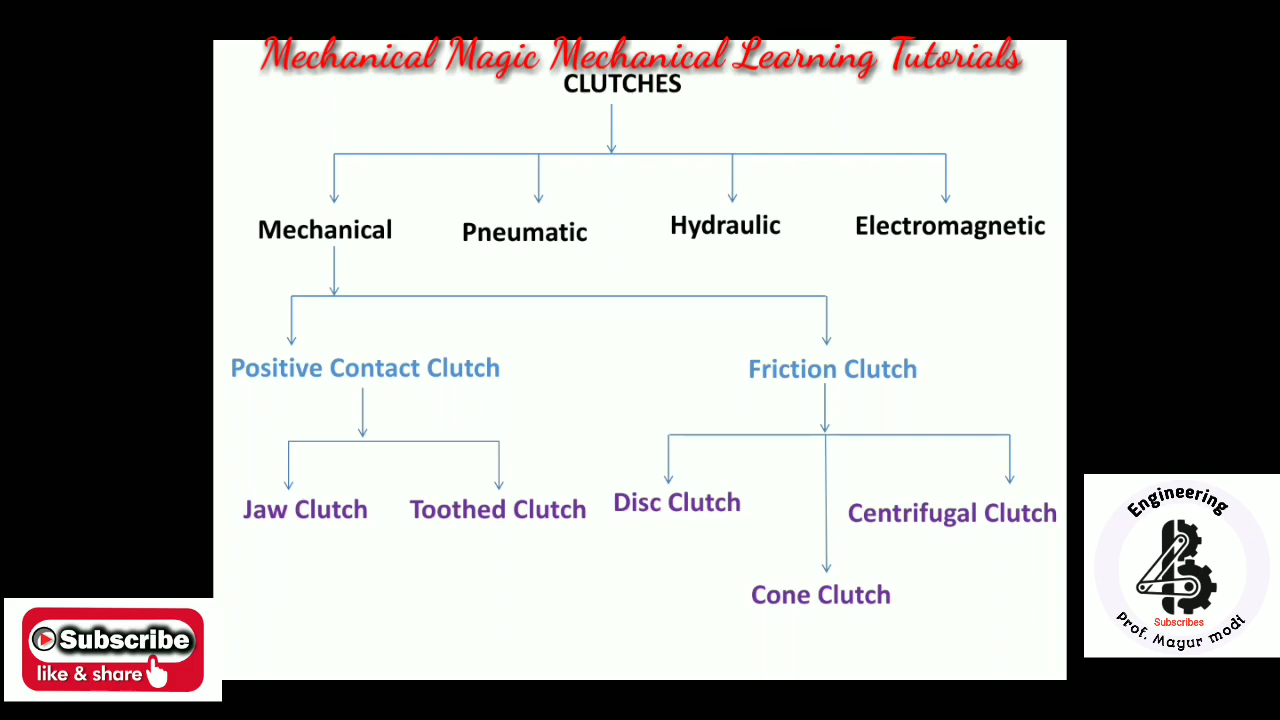 Mechanical Magic Mechanical Learning Tutorials
CLUTCHES
Mechanical
Pneumatic
Hydraulic
Electromagnetic
Positive Contact Clutch
Friction Clutch
Jaw Clutch
Toothed Clutch
Disc Clutch
Centrifugal Clutch
Cone Clutch
Subscribe
like & share
Engineering
Subscribes
Prof. Mayur modi